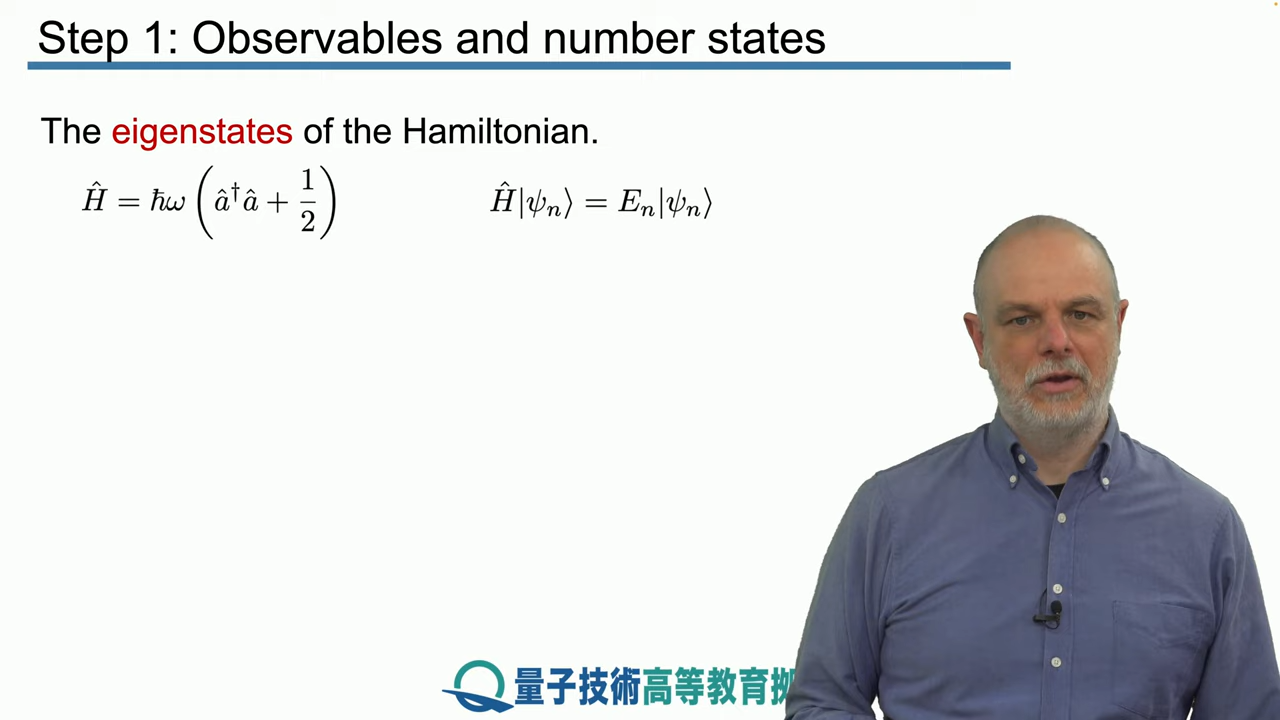 Step 1: Observables and number states
The eigenstates of the Hamiltonian.
Ĥ = ħω (â†â + 1/2)    Ĥ|ψₙ⟩ = Eₙ|ψₙ⟩
量子技術高等教育拠